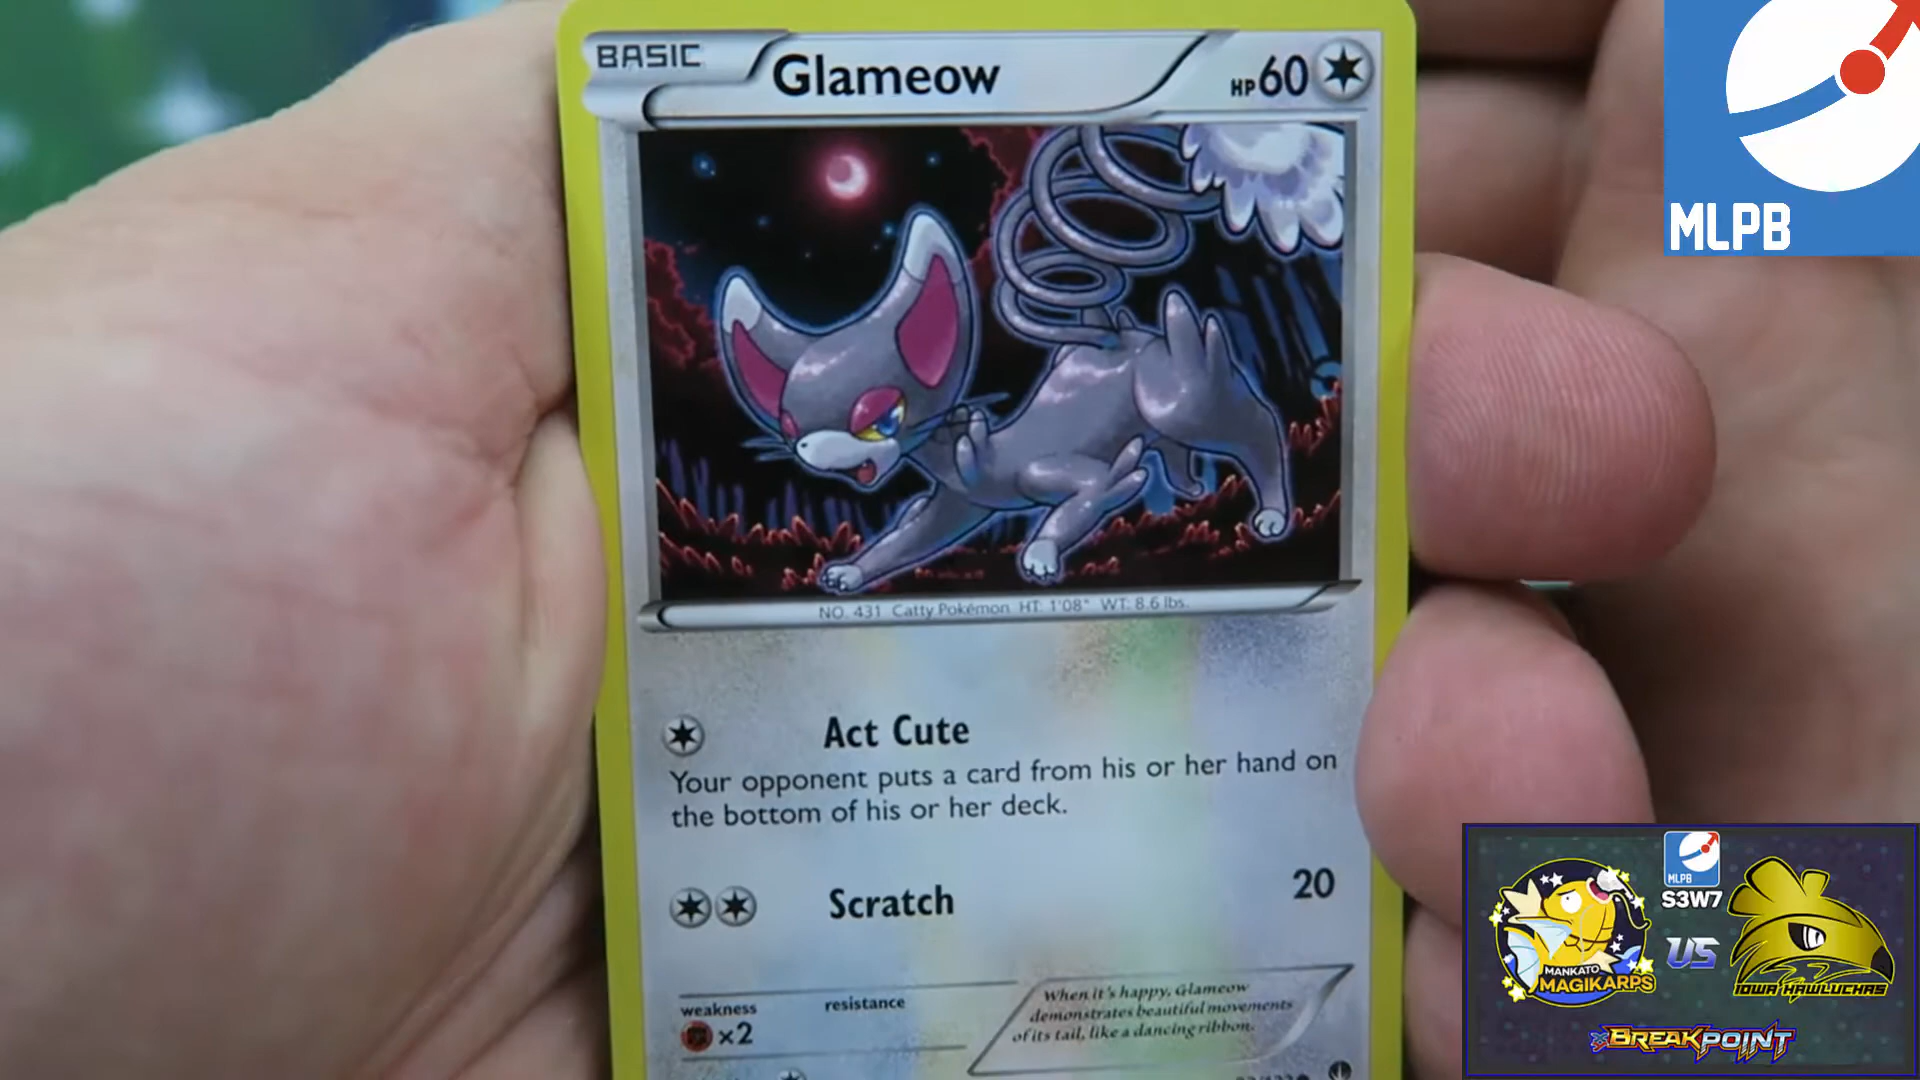 BASIC
Glameow
HP60
MLPB
NO. 431 Catty Pokémon HT: 1'08" WT: 8.6 lbs.
Act Cute
Your opponent puts a card from his or her hand on
the bottom of his or her deck.
Scratch
20
weakness
resistance
×2
When it's happy, Glameow
demonstrates beautiful movements
of its tail, like a dancing ribbon.
MLPB
S3W7
VS
MANKATO
MAGIKARPS
IOWA HAWLUCHAS
BREAKPOINT